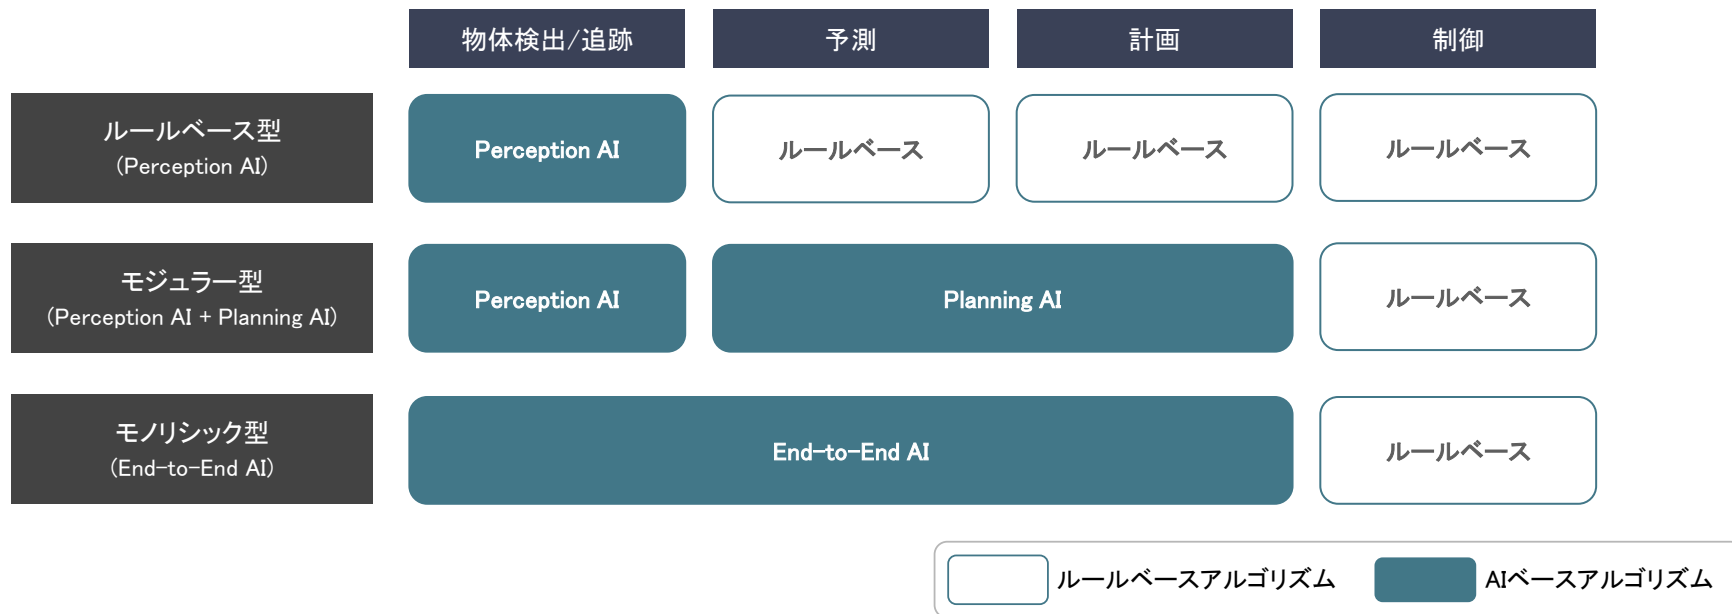 物体検出/追跡
予測
計画
制御
ルールベース型
(Perception AI)
Perception AI
ルールベース
ルールベース
ルールベース
モジュラー型
(Perception AI + Planning AI)
Perception AI
Planning AI
ルールベース
モノリシック型
(End-to-End AI)
End-to-End AI
ルールベース
ルールベースアルゴリズム
AIベースアルゴリズム